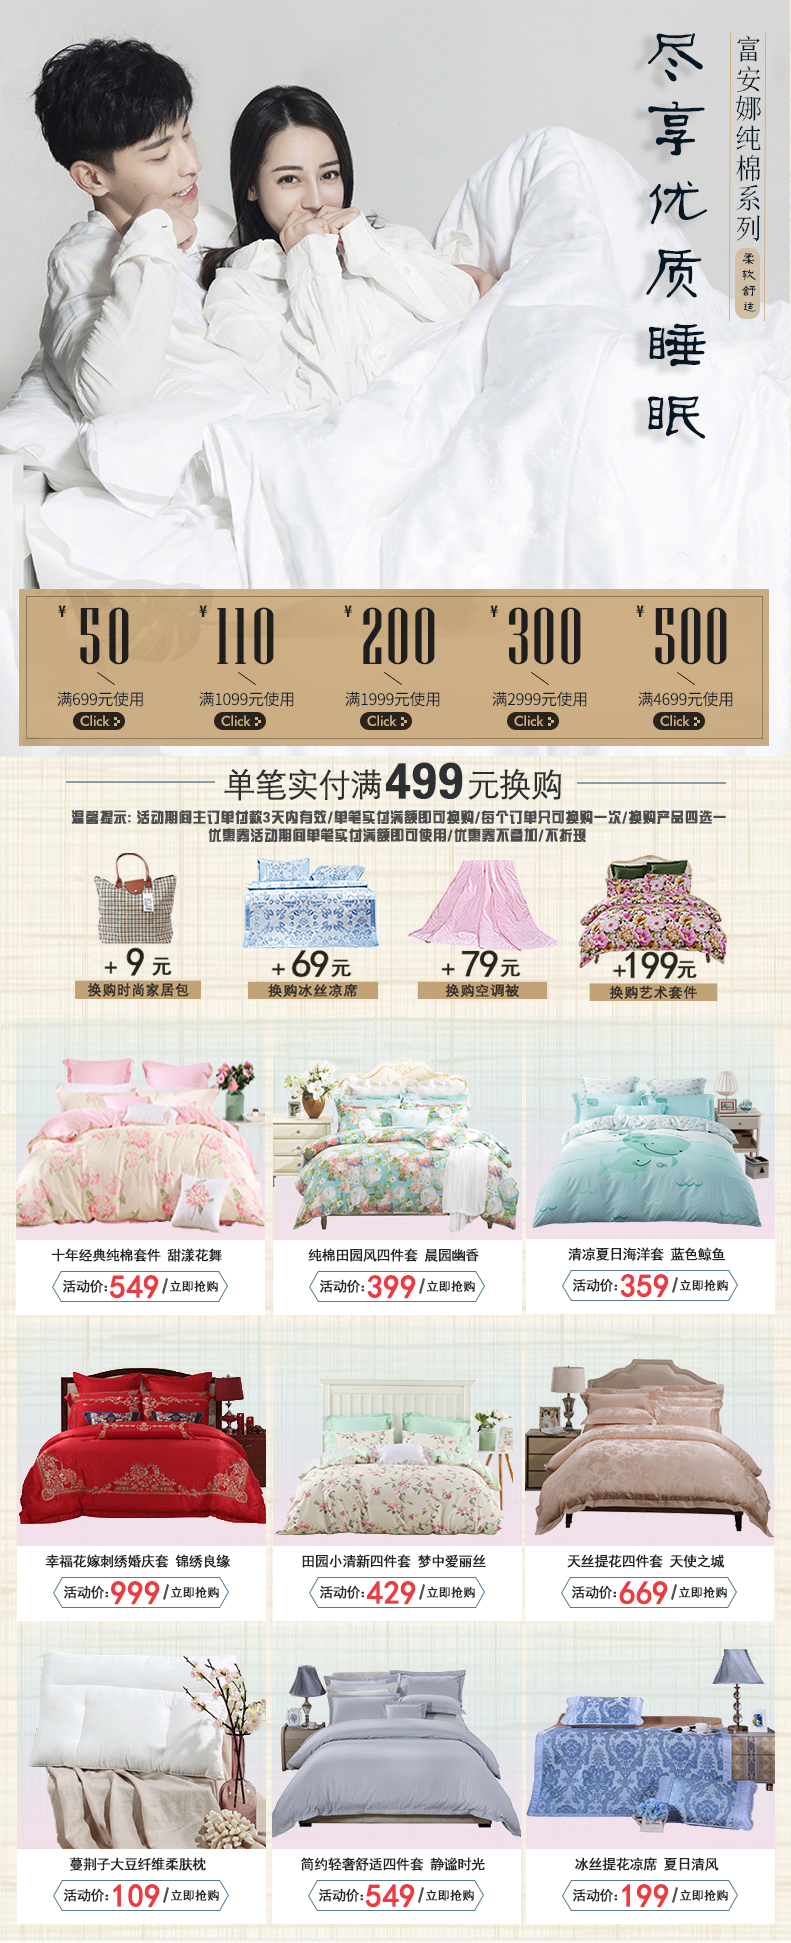 富安娜纯棉系列
柔软舒适
尽享优质睡眠
¥50
满699元使用
Click
¥110
满1099元使用
Click
¥200
满1999元使用
Click
¥300
满2999元使用
Click
¥500
满4699元使用
Click
单笔实付满499元换购
温馨提示: 活动期间主订单付款3天内有效/单笔实付满额即可换购/每个订单只可换购一次/换购产品四选一
优惠券活动期间单笔实付满额即可使用/优惠券不叠加/不折现
+9元
换购时尚家居包
+69元
换购冰丝凉席
+79元
换购空调被
+199元
换购艺术套件
十年经典纯棉套件 甜漾花舞
活动价:549/立即抢购
纯棉田园风四件套 晨园幽香
活动价:399/立即抢购
清凉夏日海洋套 蓝色鲸鱼
活动价:359/立即抢购
幸福花嫁刺绣婚庆套 锦绣良缘
活动价:999/立即抢购
田园小清新四件套 梦中爱丽丝
活动价:429/立即抢购
天丝提花四件套 天使之城
活动价:669/立即抢购
蔓荆子大豆纤维柔肤枕
活动价:109/立即抢购
简约轻奢舒适四件套 静谧时光
活动价:549/立即抢购
冰丝提花凉席 夏日清风
活动价:199/立即抢购